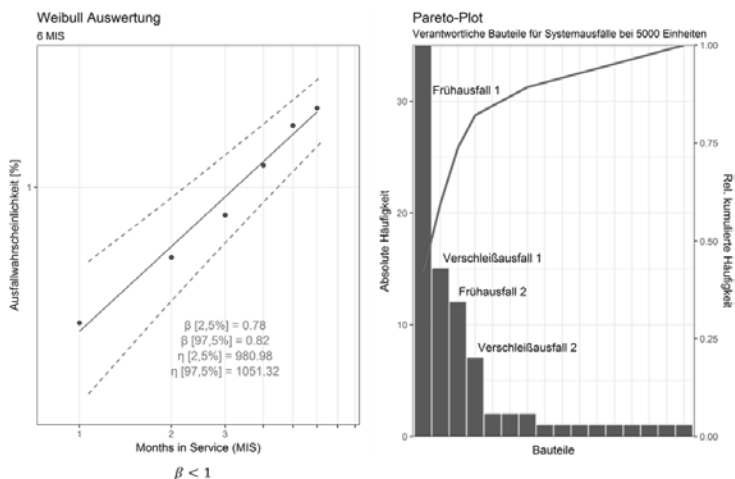 Weibull Auswertung
6 MIS
Ausfallwahrscheinlichkeit [%]
1
β [2,5%] = 0.78
β [97,5%] = 0.82
η [2,5%] = 980.98
η [97,5%] = 1051.32
1
2
3
Months in Service (MIS)
β < 1
Pareto-Plot
Verantwortliche Bauteile für Systemausfälle bei 5000 Einheiten
Absolute Häufigkeit
30
20
10
0
Frühausfall 1
Verschleißausfall 1
Frühausfall 2
Verschleißausfall 2
1.00
0.75
0.50
0.25
0.00
Rel. kumulierte Häufigkeit
Bauteile